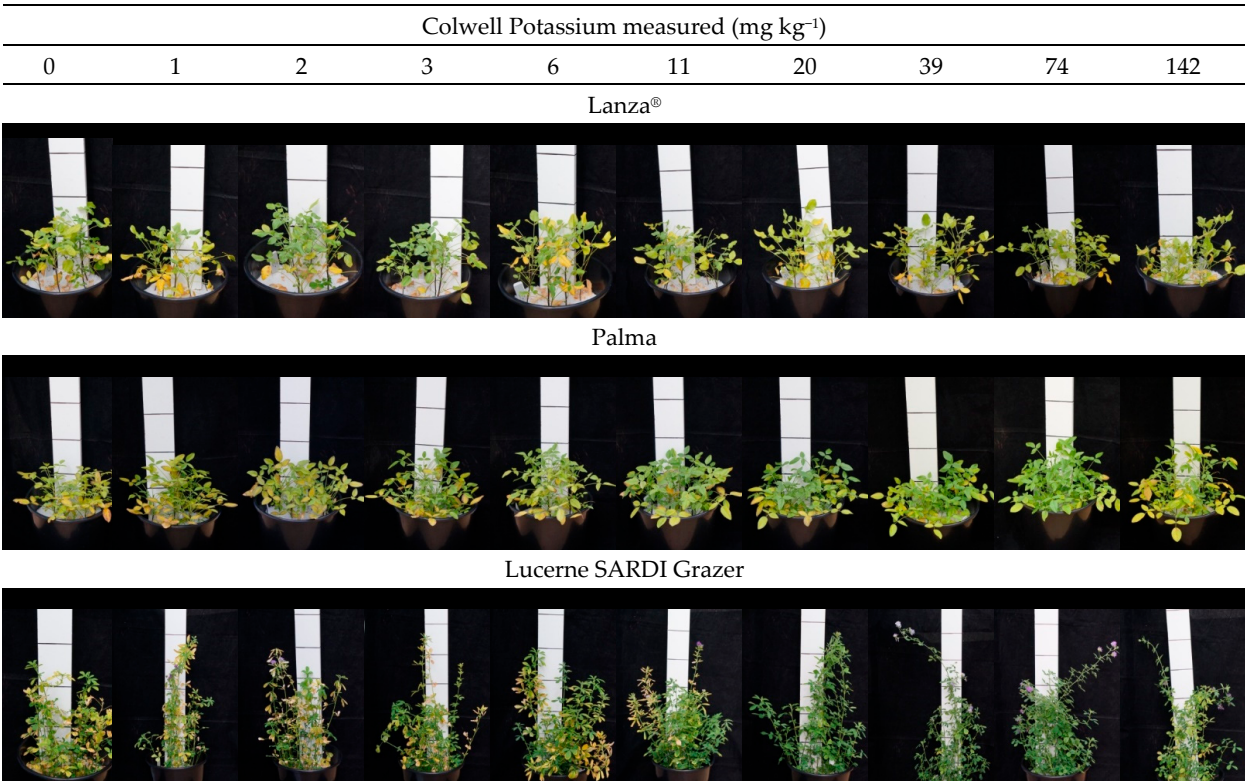 Colwell Potassium measured (mg kg⁻¹)
0 1 2 3 6 11 20 39 74 142
Lanza®
Palma
Lucerne SARDI Grazer